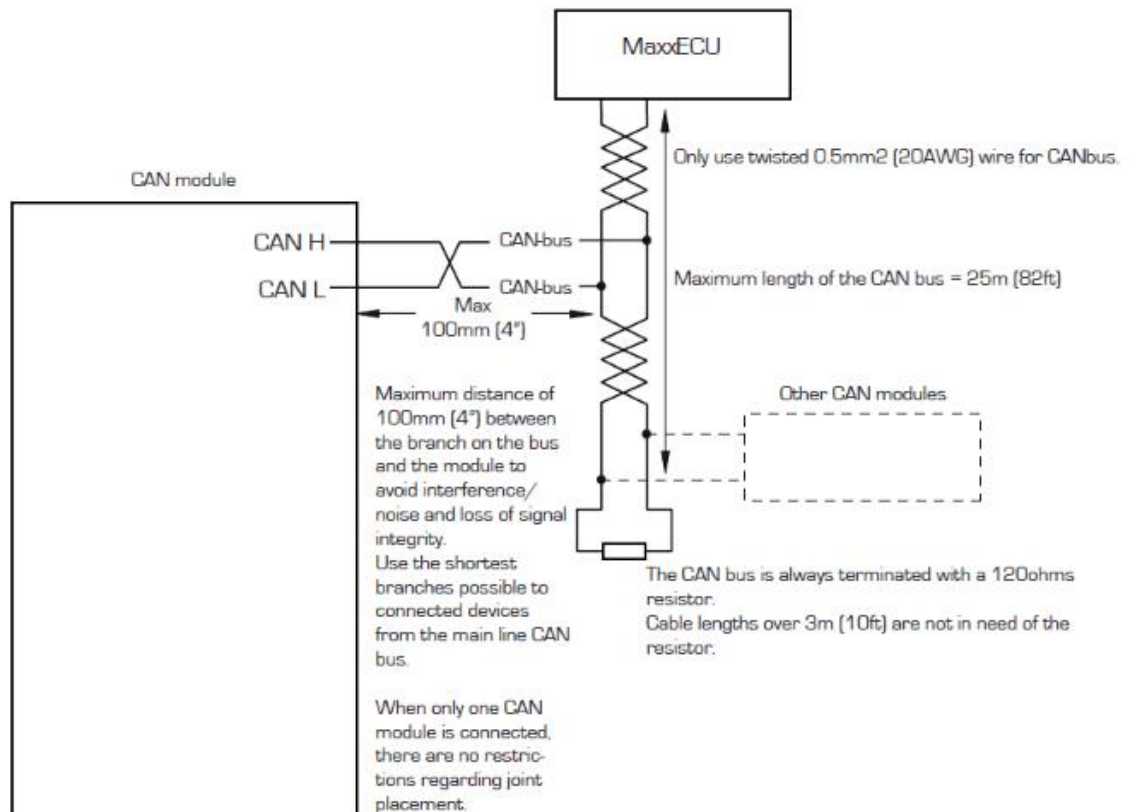 MaxxECU
Only use twisted 0.5mm2 (20AWG) wire for CANbus.
CAN module
CAN H
CAN-bus
CAN L
CAN-bus
Max
100mm (4")
Maximum length of the CAN bus = 25m (82ft)
Maximum distance of
100mm (4") between
the branch on the bus
and the module to
avoid interference/
noise and loss of signal
integrity.
Use the shortest
branches possible to
connected devices
from the main line CAN
bus.
When only one CAN
module is connected,
there are no restric-
tions regarding joint
placement.
Other CAN modules
The CAN bus is always terminated with a 120ohms
resistor.
Cable lengths over 3m (10ft) are not in need of the
resistor.